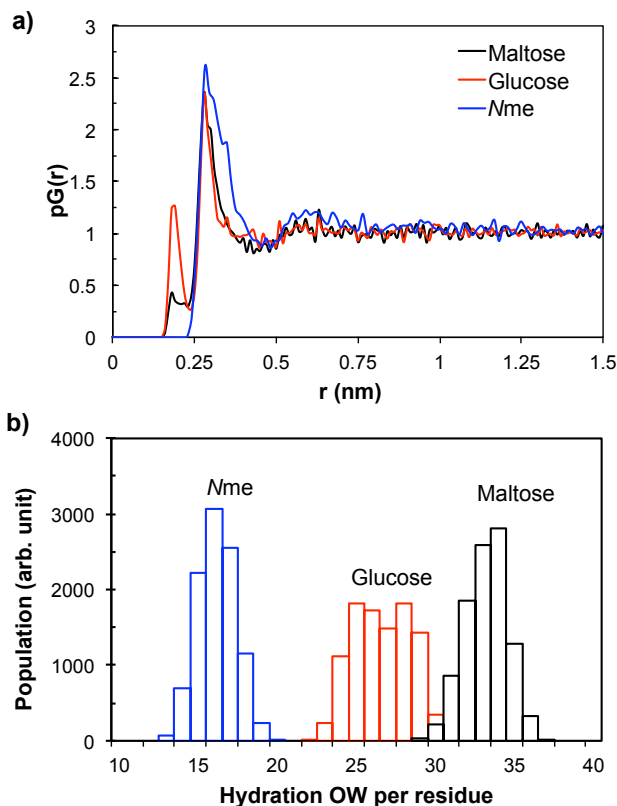 a)
3
2.5
2
1.5
1
0.5
0
pG(r)
Maltose
Glucose
Nme
0 0.25 0.5 0.75 1 1.25 1.5
r (nm)
b)
4000
3000
2000
1000
0
Population (arb. unit)
Nme
Glucose
Maltose
10 15 20 25 30 35 40
Hydration OW per residue